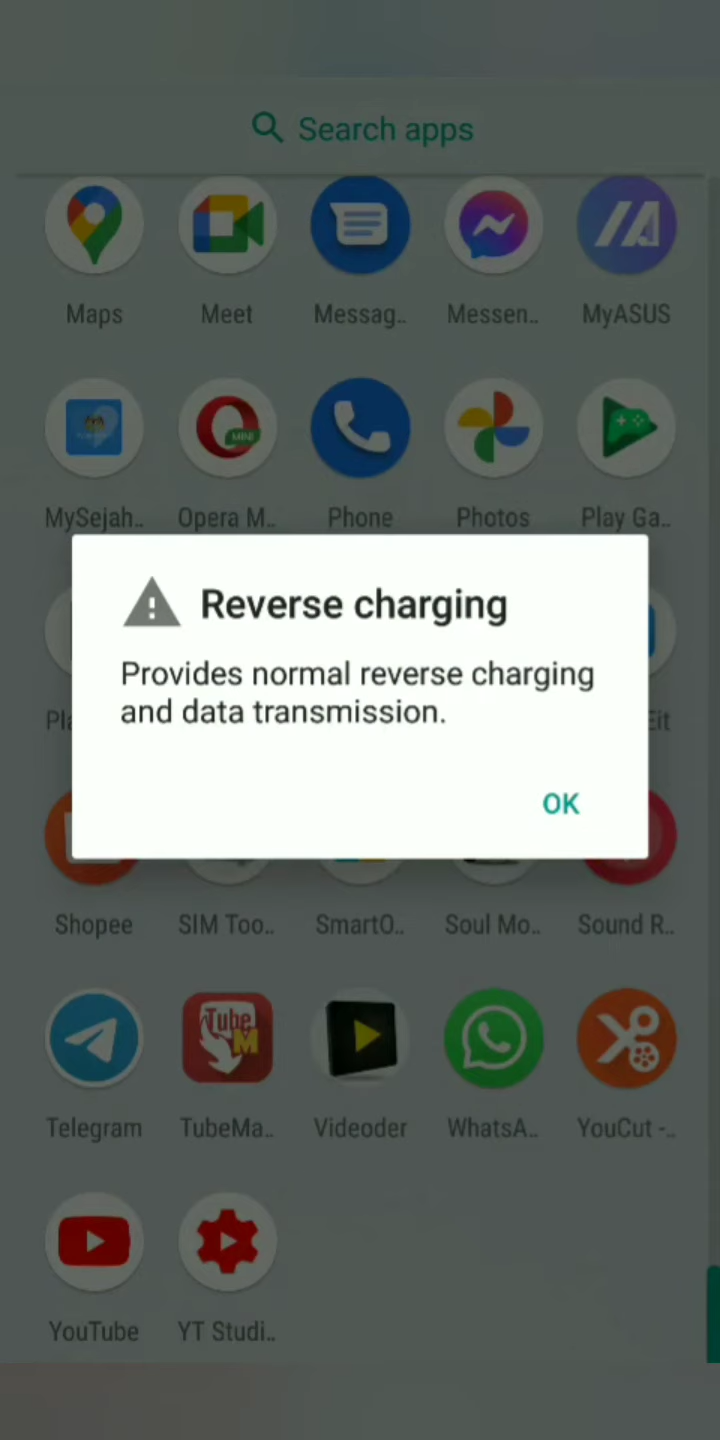 Search apps
Maps
Meet
Messag..
Messen..
MyASUS
MySejah..
Opera M..
MINI
Phone
Photos
Play Ga..
Reverse charging
Provides normal reverse charging
and data transmission.
OK
Shopee
SIM Too..
SmartO..
Soul Mo..
Sound R..
Tube
M
Telegram
TubeMa..
Videoder
WhatsA..
YouCut -..
YouTube
YT Studi..